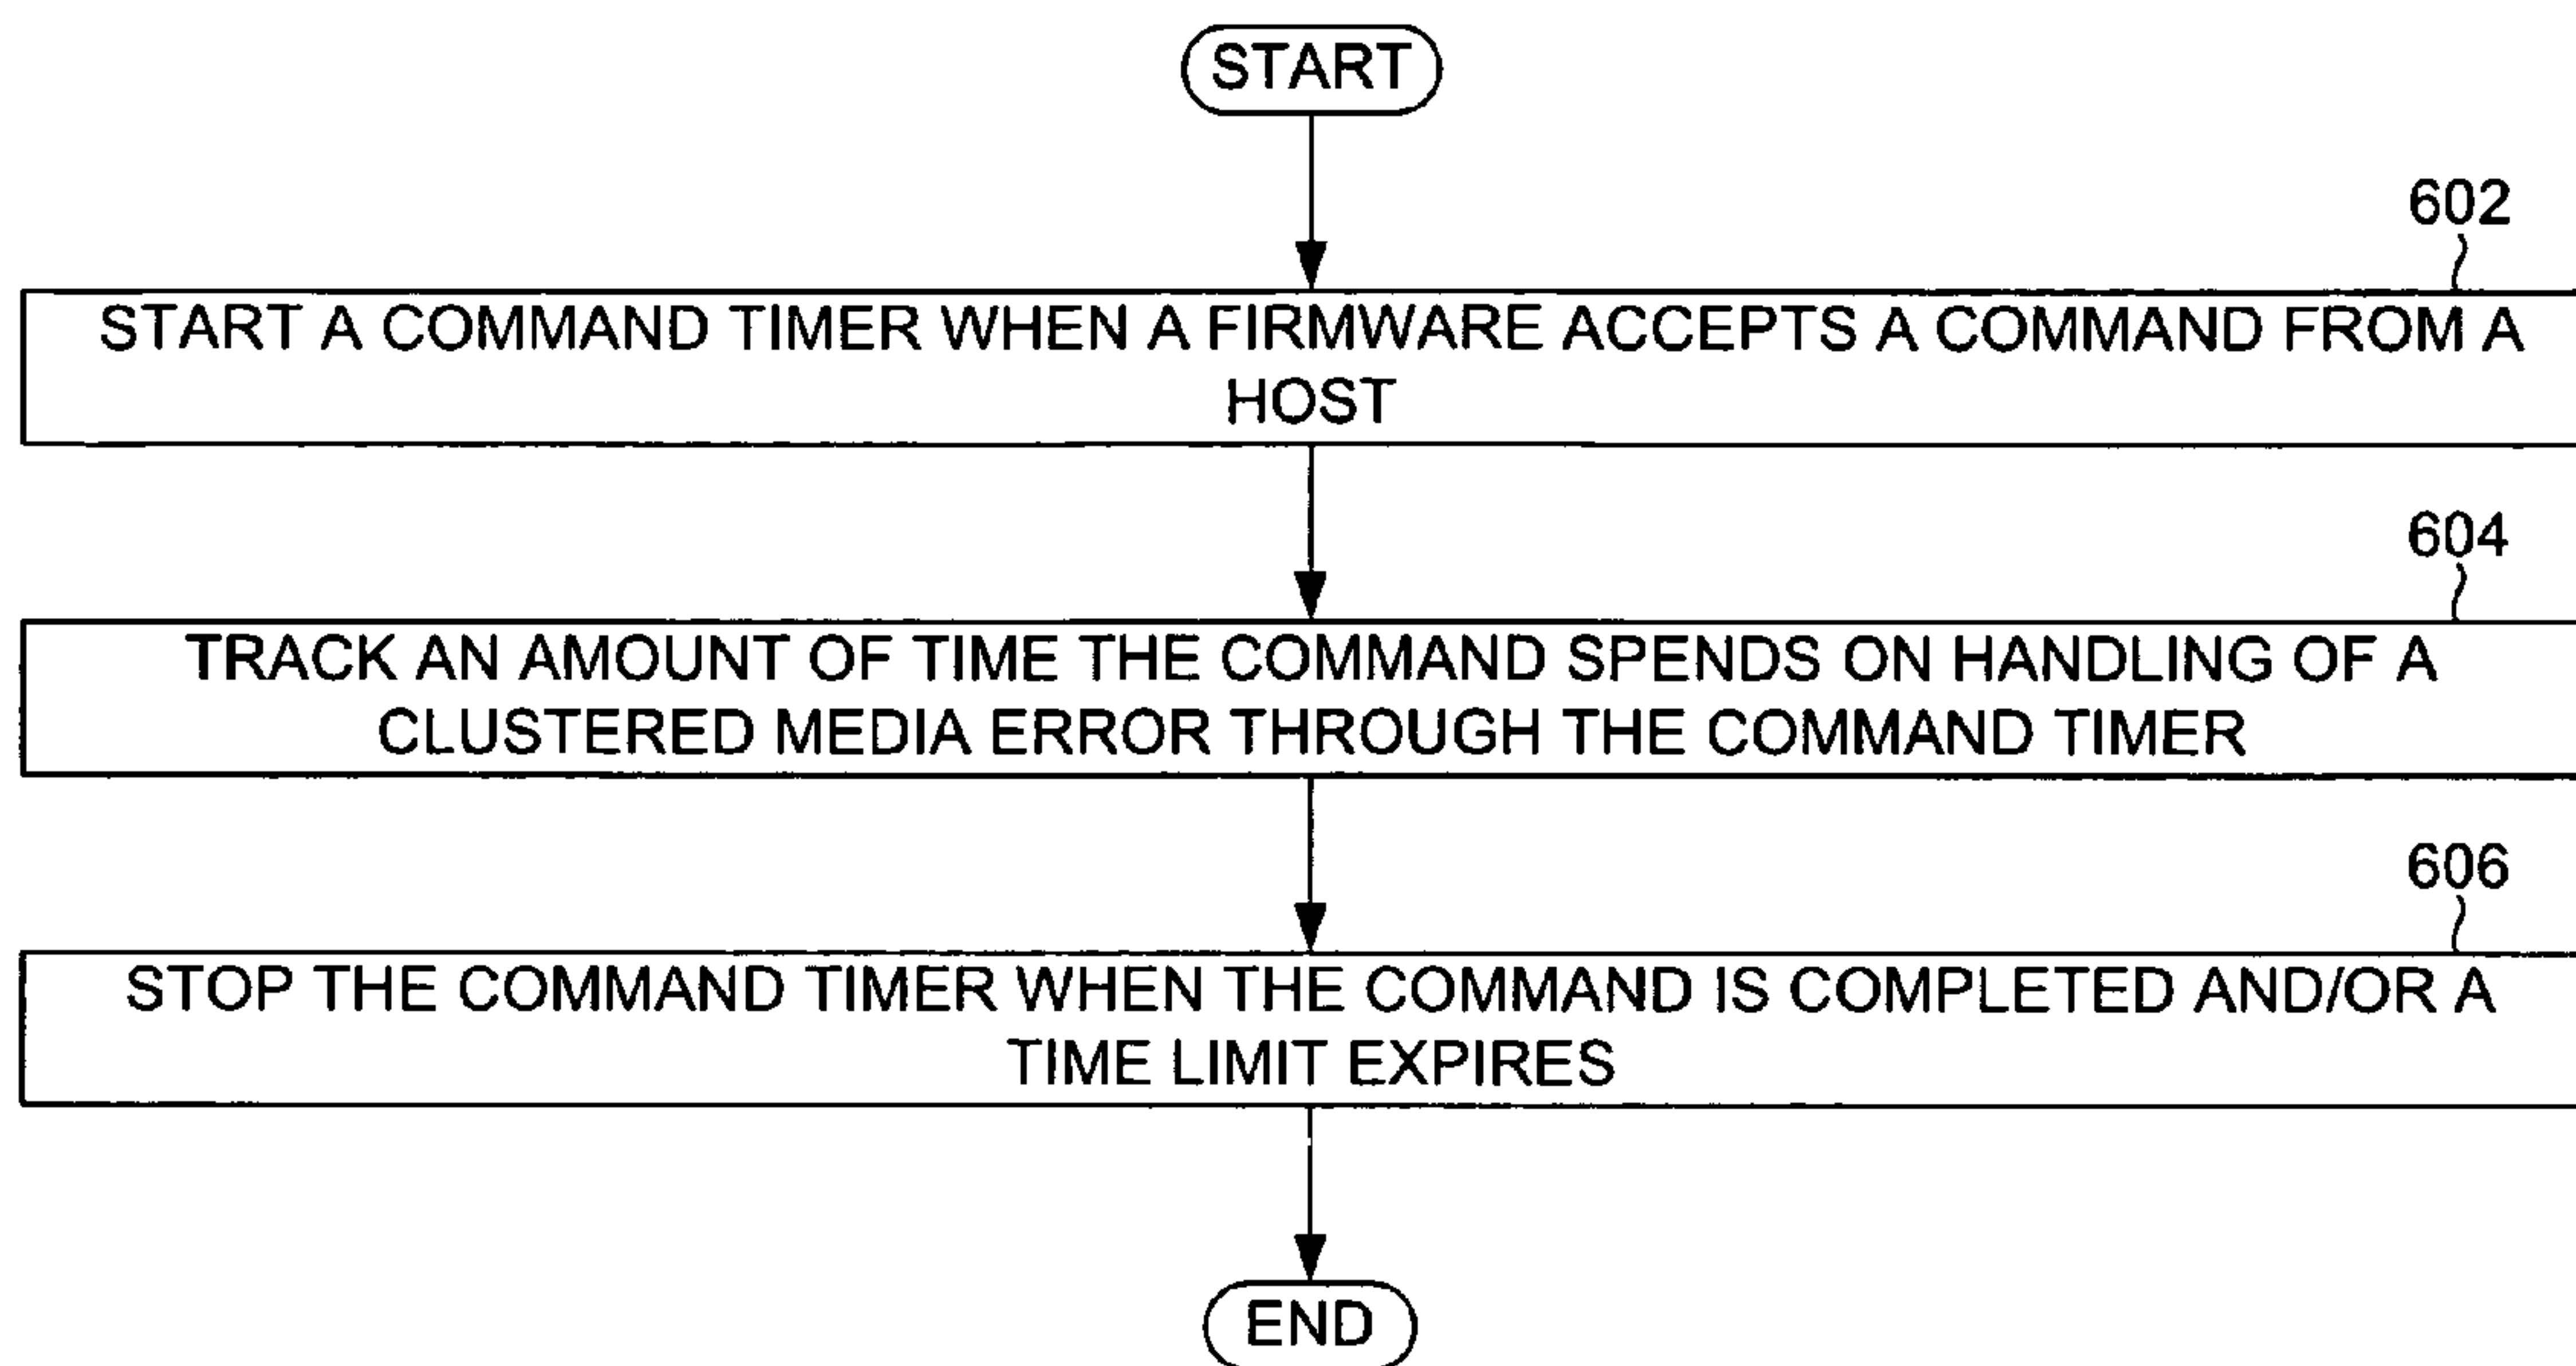 START
602
START A COMMAND TIMER WHEN A FIRMWARE ACCEPTS A COMMAND FROM A
HOST
604
TRACK AN AMOUNT OF TIME THE COMMAND SPENDS ON HANDLING OF A
CLUSTERED MEDIA ERROR THROUGH THE COMMAND TIMER
606
STOP THE COMMAND TIMER WHEN THE COMMAND IS COMPLETED AND/OR A
TIME LIMIT EXPIRES
END